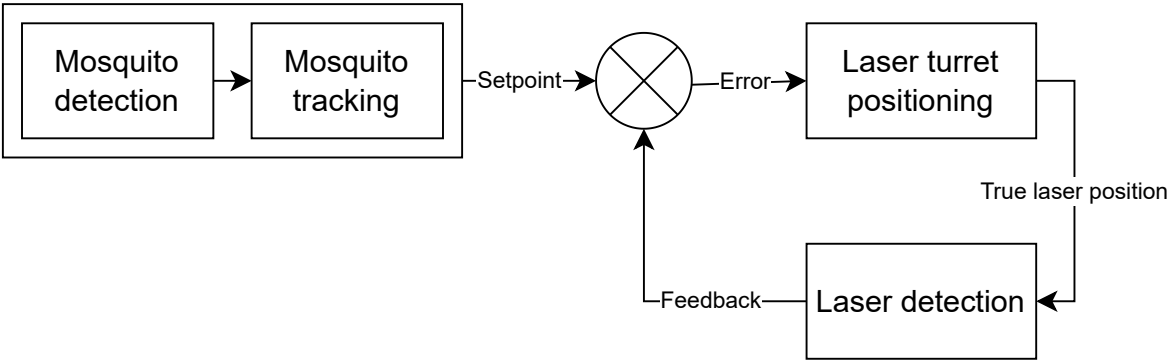 Mosquito
detection
Mosquito
tracking
Setpoint
Error
Laser turret
positioning
True laser position
Laser detection
Feedback